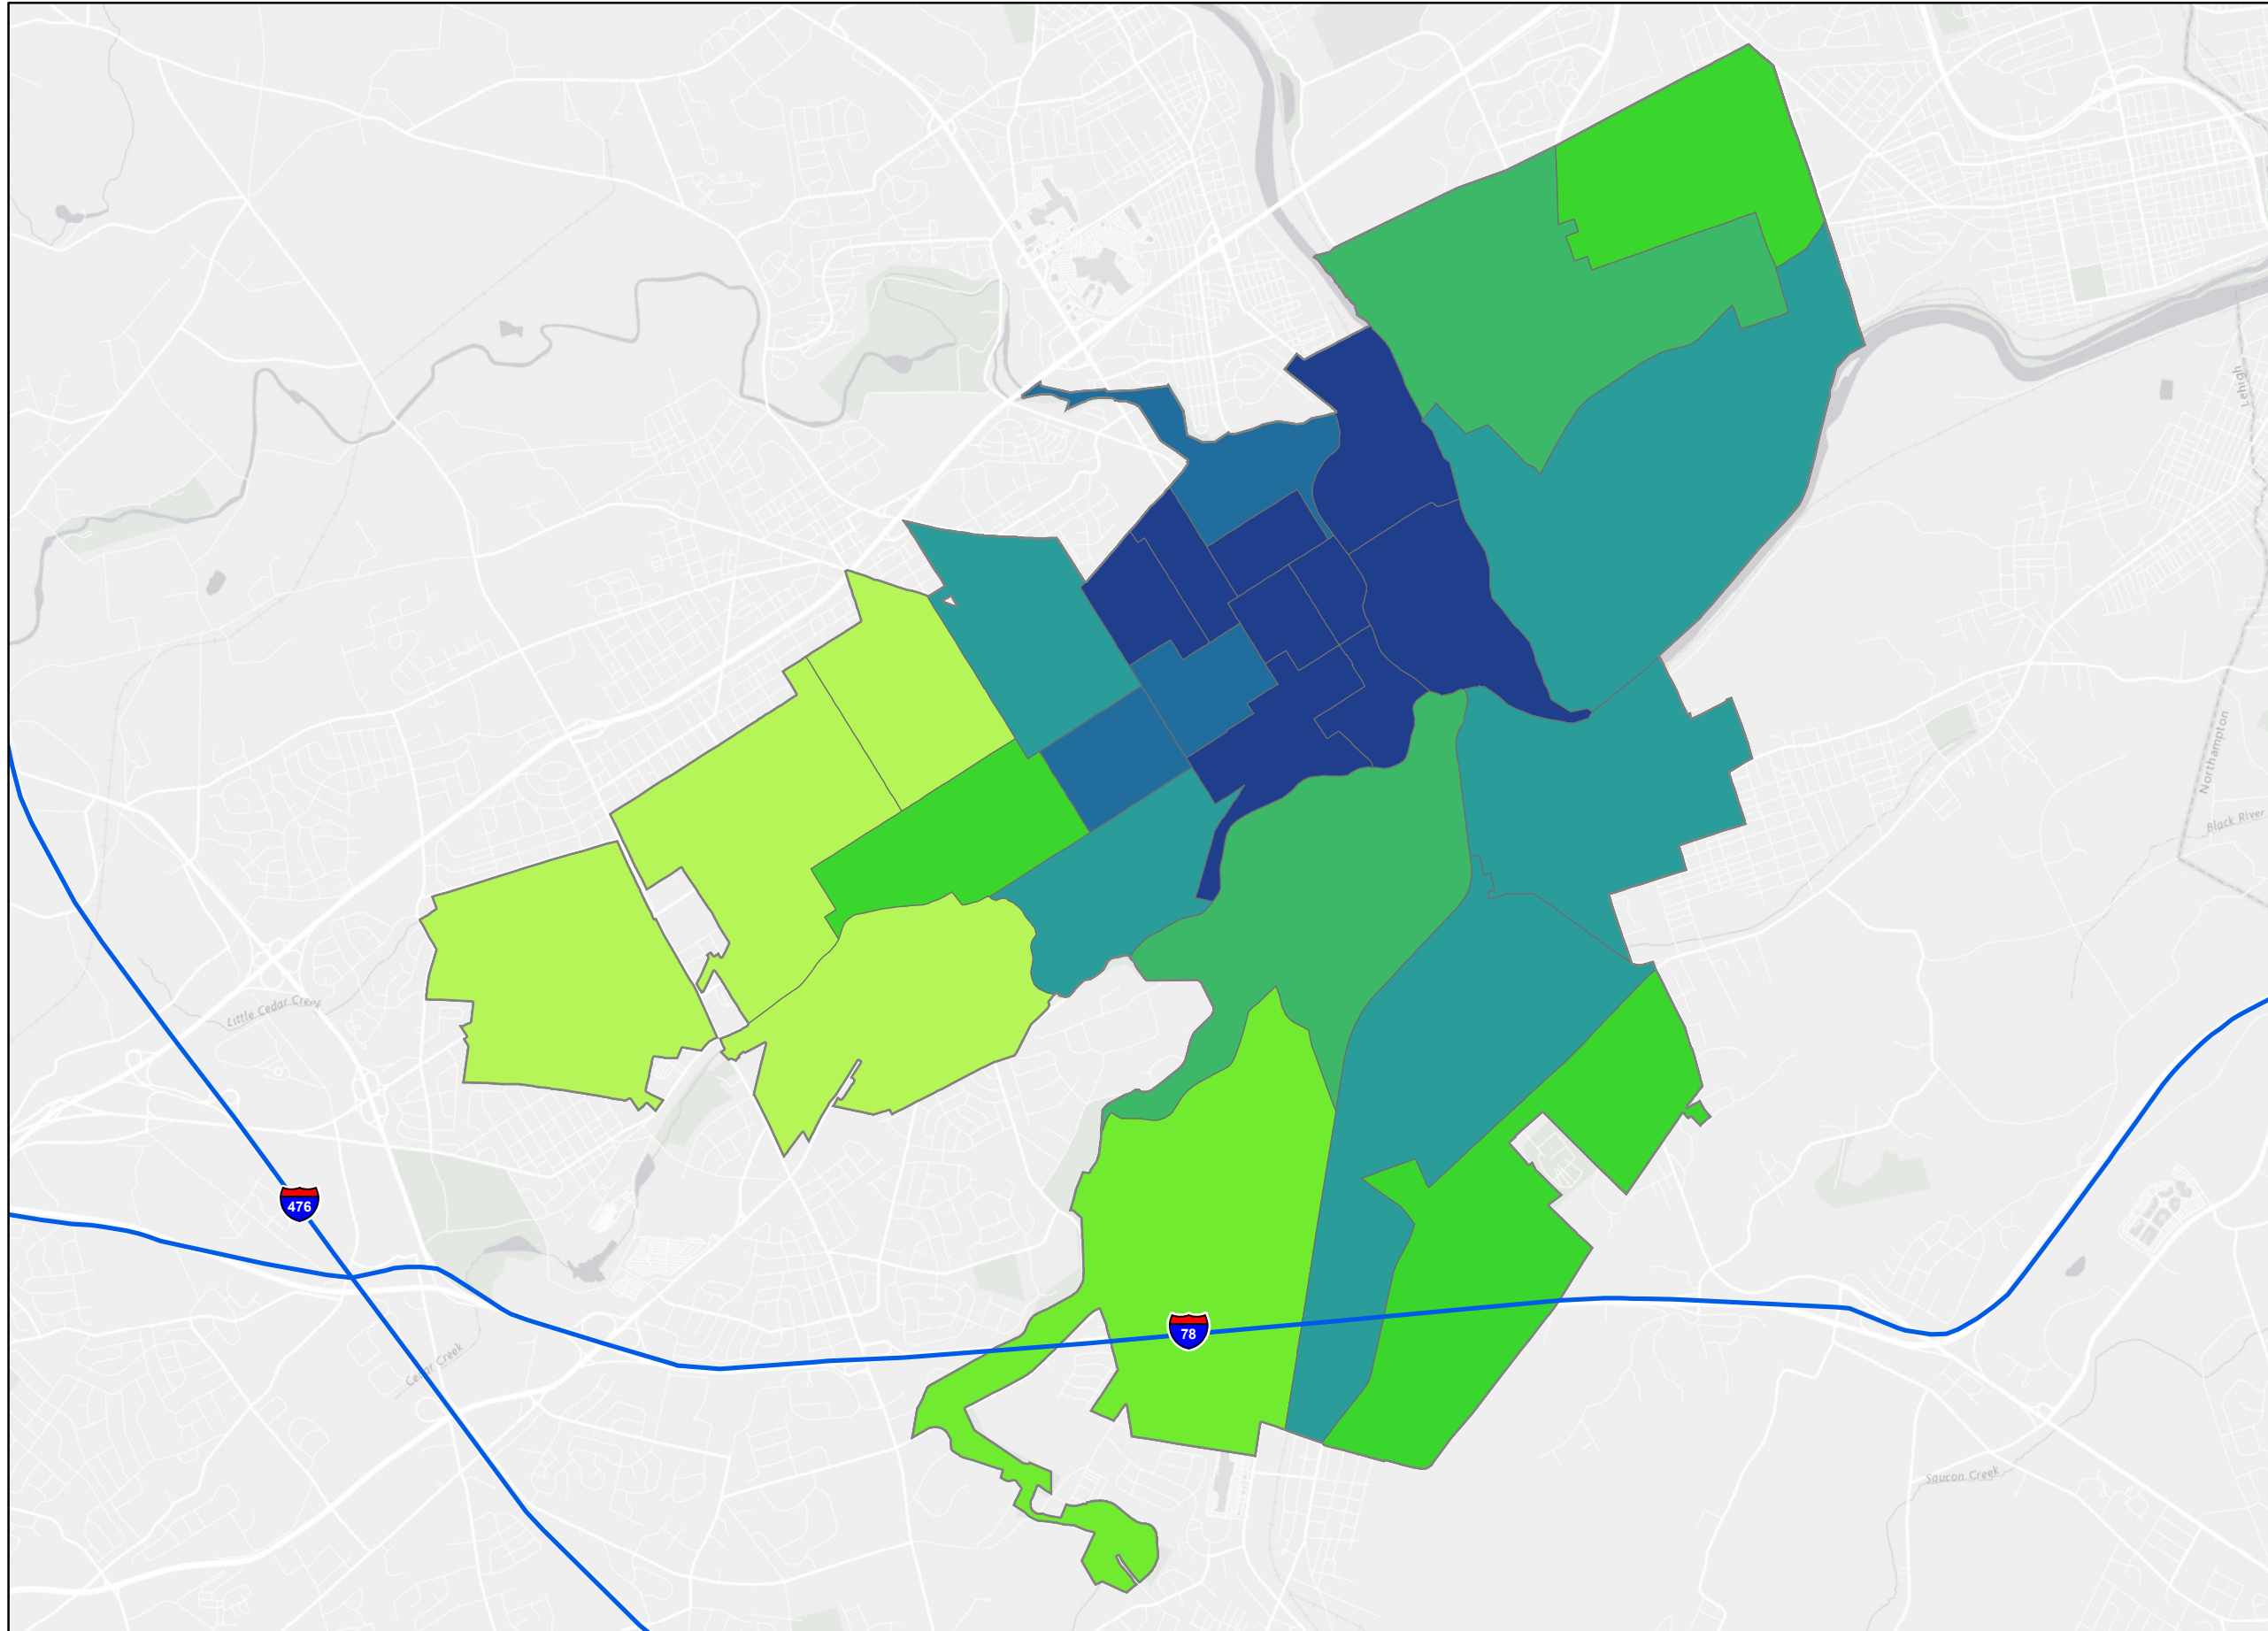 Lehigh
Northampton
Black River
Little Cedar Creek
476
78
Cedar Creek
Saucon Creek